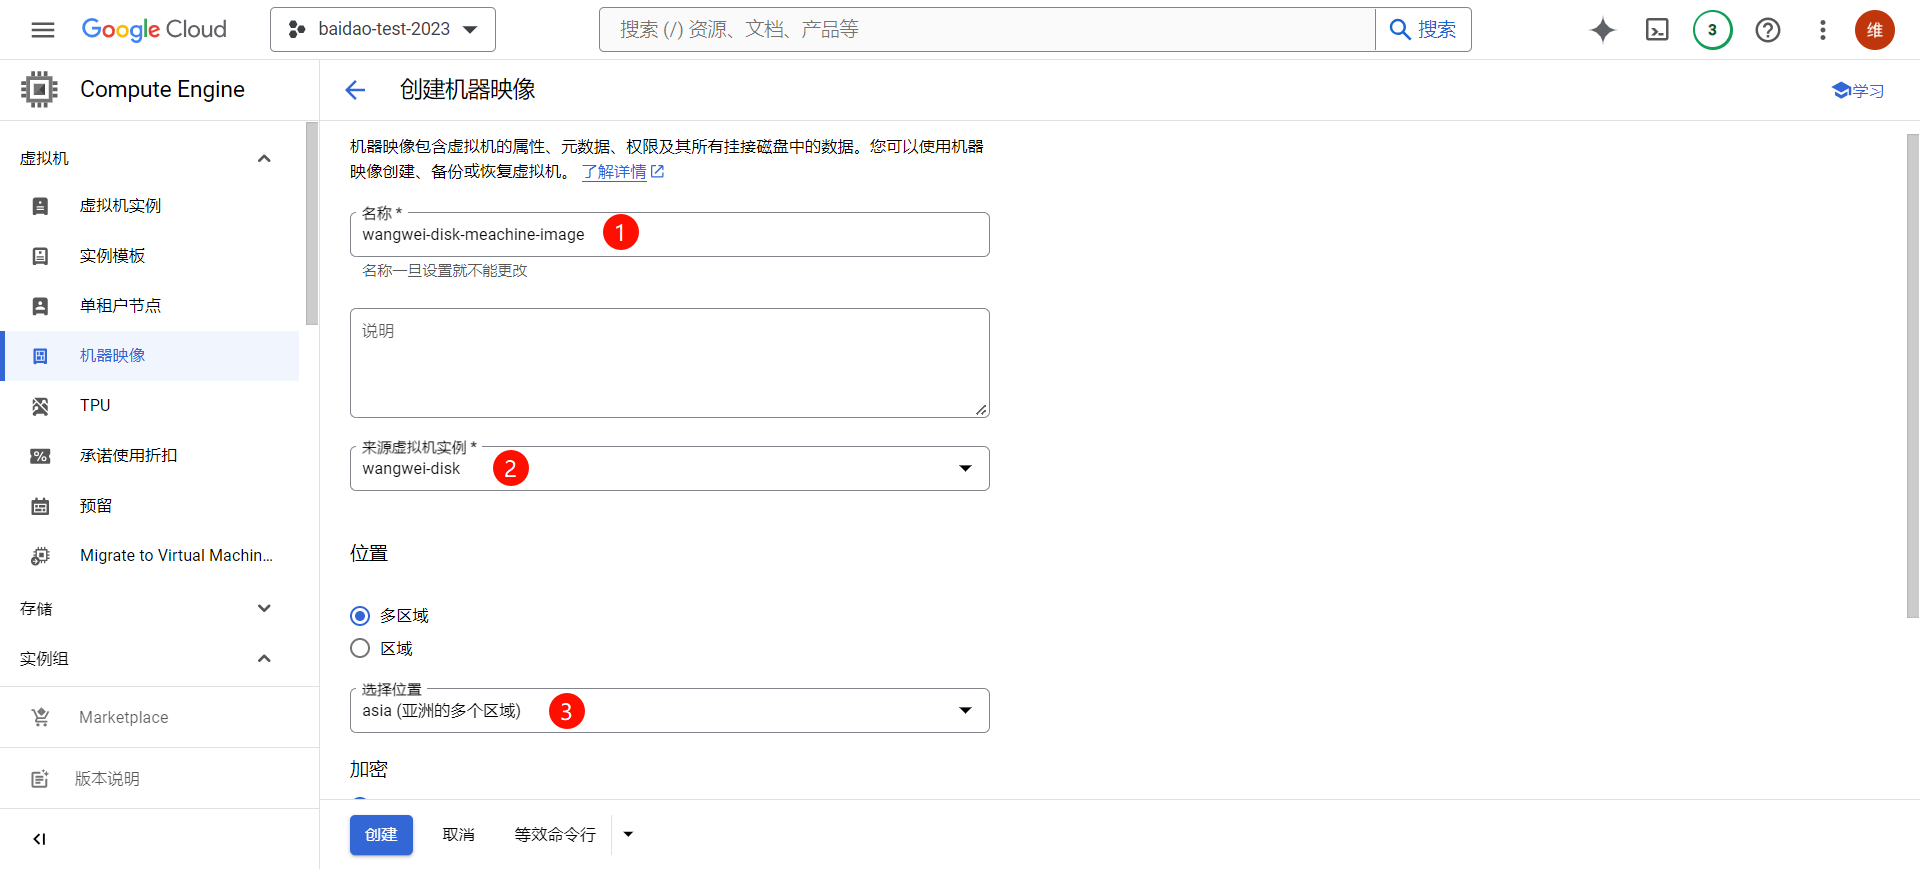 Google Cloud
baidao-test-2023
搜索 (/) 资源、文档、产品等
搜索
3
维
Compute Engine
创建机器映像
学习
虚拟机
虚拟机实例
实例模板
单租户节点
机器映像
TPU
承诺使用折扣
预留
Migrate to Virtual Machin...
存储
实例组
Marketplace
版本说明
机器映像包含虚拟机的属性、元数据、权限及其所有挂接磁盘中的数据。您可以使用机器
映像创建、备份或恢复虚拟机。 了解详情
名称 *
wangwei-disk-meachine-image
1
名称一旦设置就不能更改
说明
来源虚拟机实例 *
wangwei-disk
2
位置
多区域
区域
选择位置
asia (亚洲的多个区域)
3
加密
创建
取消
等效命令行